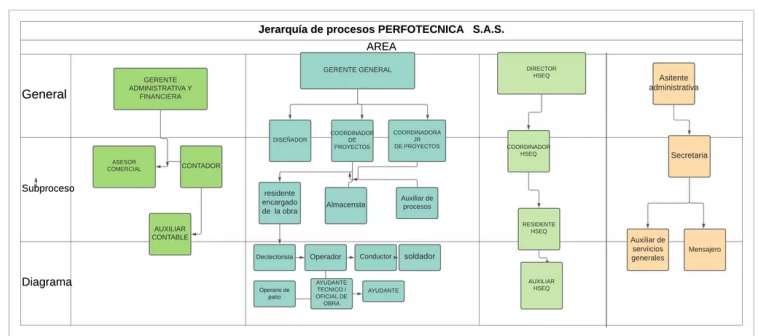 Jerarquía de procesos PERFOTECNICA S.A.S.
AREA
General
GERENTE
ADMINISTRATIVA Y
FINANCIERA
GERENTE GENERAL
DIRECTOR
HSEQ
Asitente
administrativa
DISEÑADOR
COORDINADOR
DE
PROYECTOS
COORDINADORA
JR
DE PROYECTOS
Subproceso
ASESOR
COMERCIAL
CONTADOR
COORDINADOR
HSEQ
Secretaria
residente
encargado
de la obra
Almacensta
Auxiliar de
procesos
AUXILIAR
CONTABLE
RESIDENTE
HSEQ
Auxiliar de
servicios
generales
Mensajero
Diagrama
Dectectorista
Operador
Conductor
soldador
Operario de
patio
AYUDANTE
TECNICO /
OFICIAL DE
OBRA
AYUDANTE
AUXILIAR
HSEQ